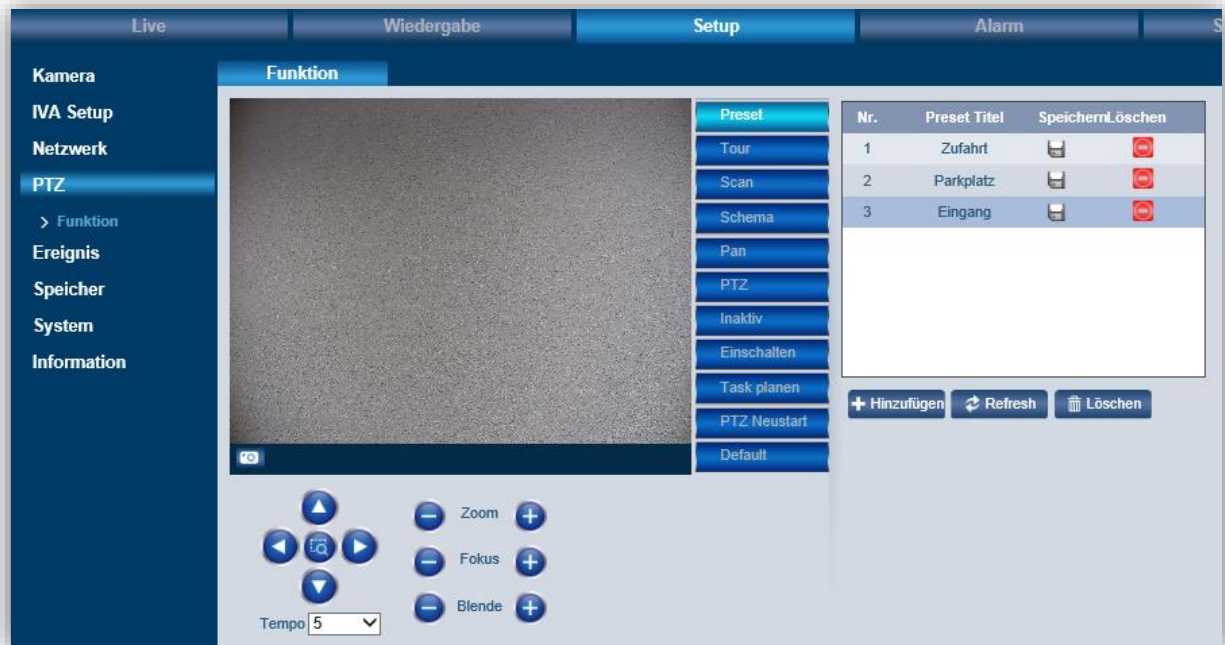 Live Wiedergabe Setup Alarm S
Kamera
IVA Setup
Netzwerk
PTZ
> Funktion
Ereignis
Speicher
System
Information
Funktion
Preset
Tour
Scan
Schema
Pan
PTZ
Inaktiv
Einschalten
Task planen
PTZ Neustart
Default
Nr. Preset Titel Speichern Löschen
1 Zufahrt
2 Parkplatz
3 Eingang
+ Hinzufügen Refresh Löschen
Zoom
Fokus
Blende
Tempo 5